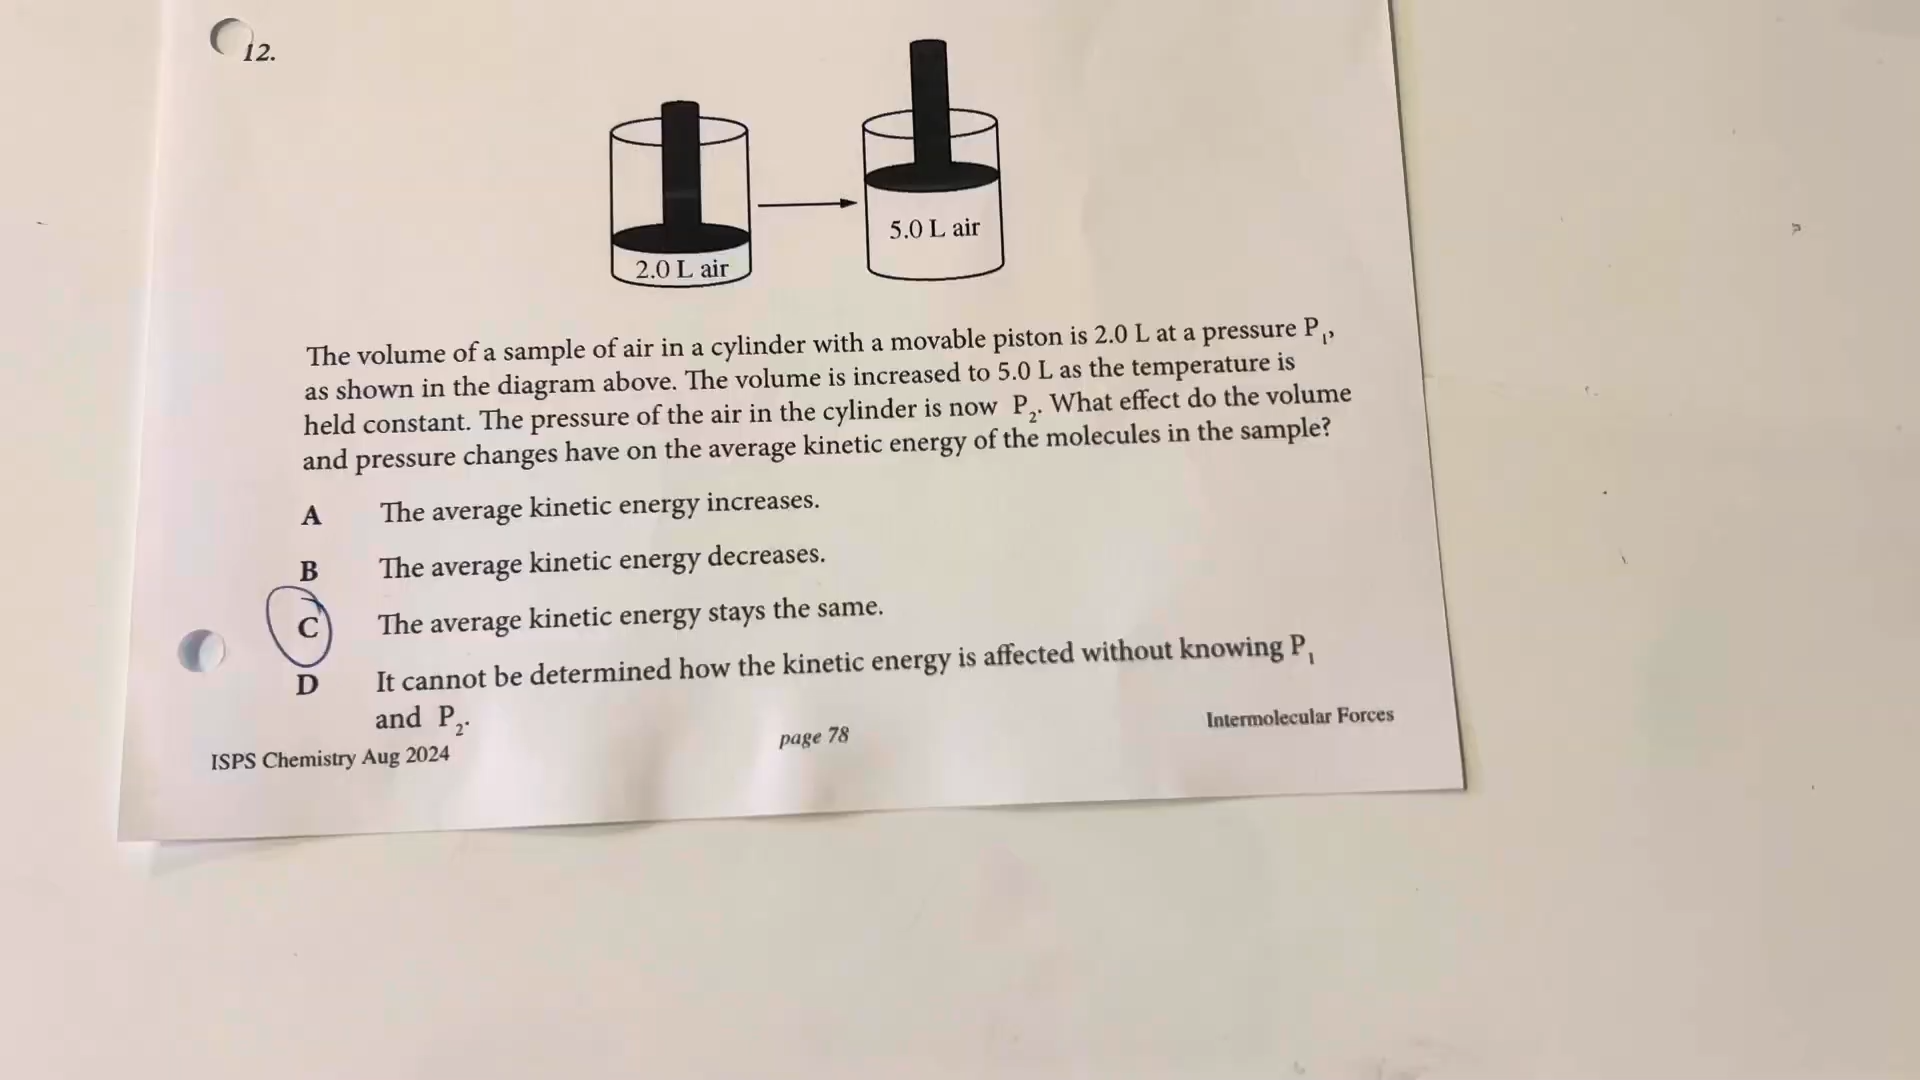 12.
2.0 L air
5.0 L air
The volume of a sample of air in a cylinder with a movable piston is 2.0 L at a pressure P₁,
as shown in the diagram above. The volume is increased to 5.0 L as the temperature is
held constant. The pressure of the air in the cylinder is now P₂. What effect do the volume
and pressure changes have on the average kinetic energy of the molecules in the sample?
A The average kinetic energy increases.
B The average kinetic energy decreases.
C The average kinetic energy stays the same.
D It cannot be determined how the kinetic energy is affected without knowing P₁
and P₂.
ISPS Chemistry Aug 2024 page 78 Intermolecular Forces